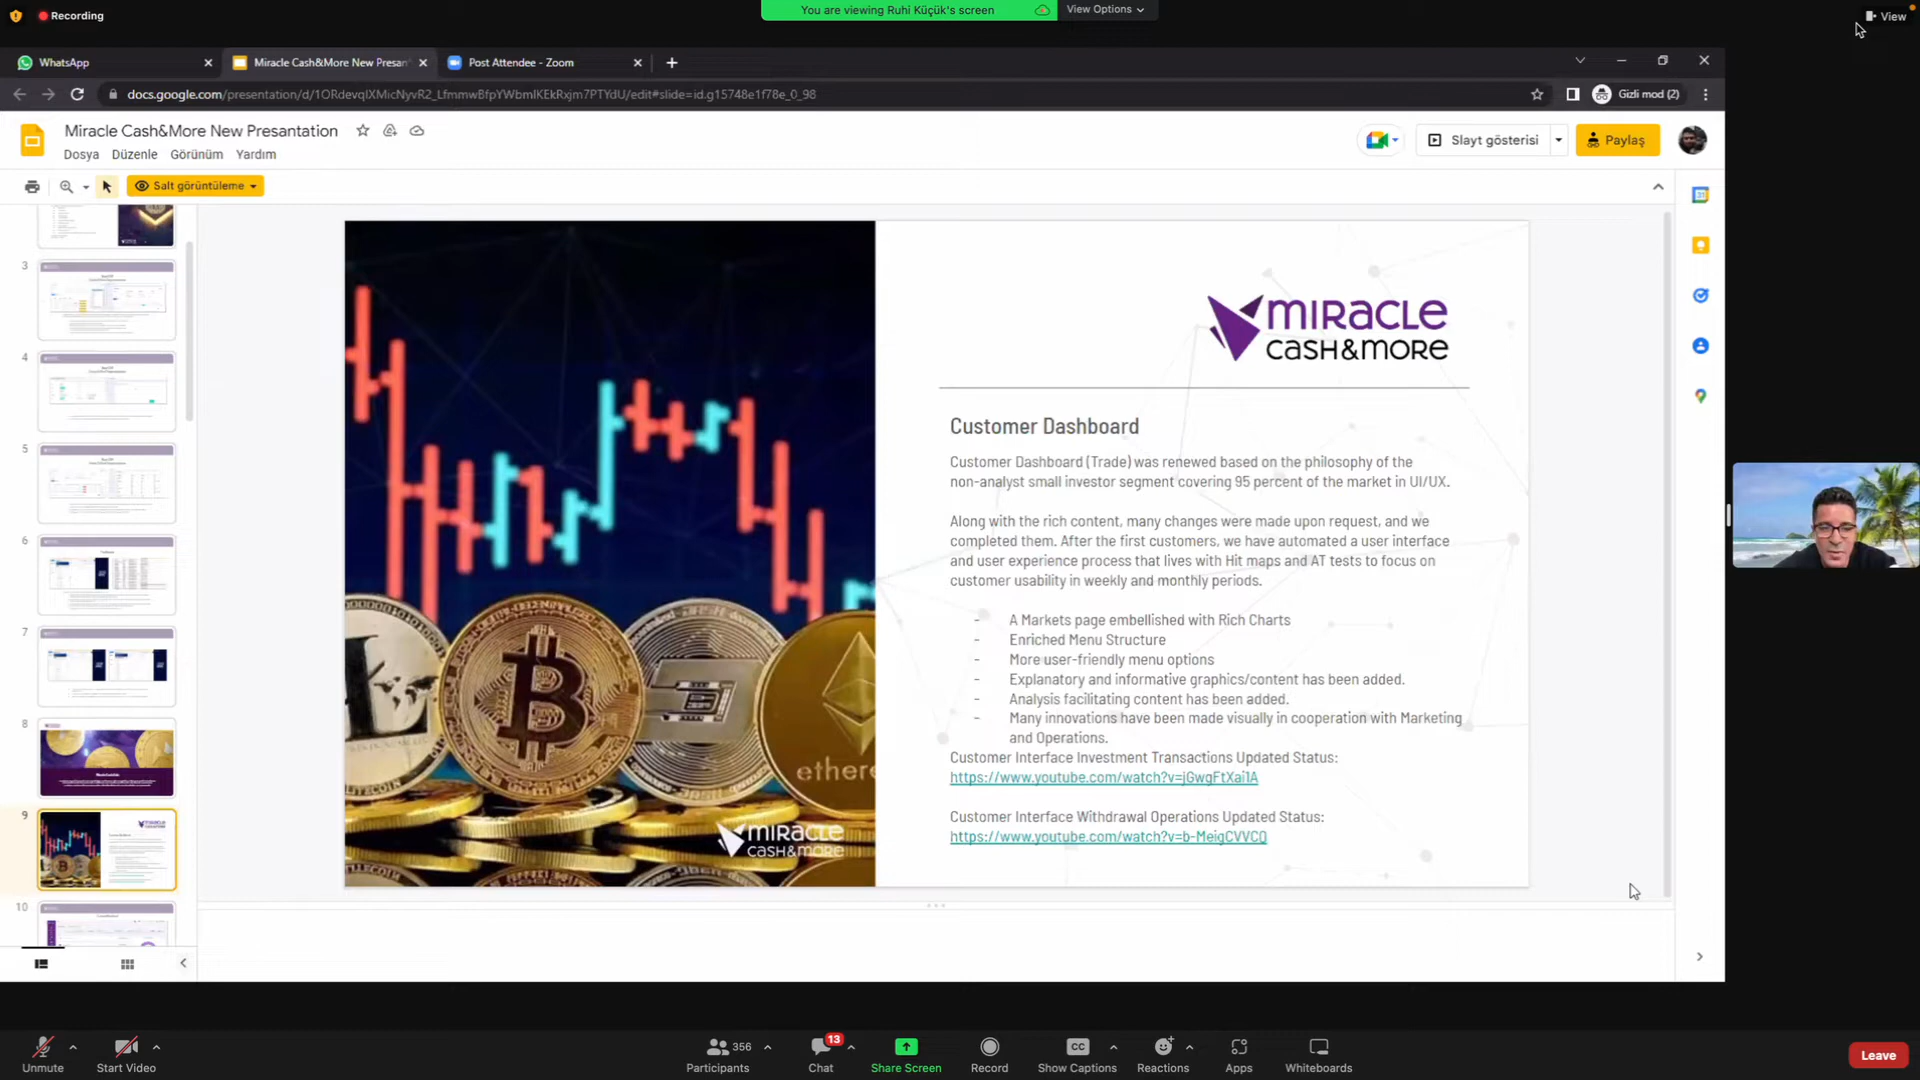 Recording
You are viewing Ruhi Küçük's screen
View Options
View
WhatsApp
Miracle Cash&More New Presan
Post Attendee - Zoom
docs.google.com/presentation/d/1ORdevqIXMicNyvR2_LfmmwBfpYWbmIKEkRxjm7PTYdU/edit#slide=id.g15748e1f78e_0_98
Gizli mod (2)
Miracle Cash&More New Presantation
Dosya Düzenle Görünüm Yardım
Slayt gösterisi
Paylaş
Salt görüntüleme
3
4
5
6
7
8
9
10
MIRACLE
CASH&MORE
Customer Dashboard
Customer Dashboard (Trade) was renewed based on the philosophy of the
non-analyst small investor segment covering 95 percent of the market in UI/UX.
Along with the rich content, many changes were made upon request, and we
completed them. After the first customers, we have automated a user interface
and user experience process that lives with Hit maps and AT tests to focus on
customer usability in weekly and monthly periods.
- A Markets page embellished with Rich Charts
- Enriched Menu Structure
- More user-friendly menu options
- Explanatory and informative graphics/content has been added.
- Analysis facilitating content has been added.
- Many innovations have been made visually in cooperation with Marketing
and Operations.
Customer Interface Investment Transactions Updated Status:
https://www.youtube.com/watch?v=jGwgFtXai1A
Customer Interface Withdrawal Operations Updated Status:
https://www.youtube.com/watch?v=b-MeigCVVCQ
ethere
MIRACLE
CASH&MORE
Unmute
Start Video
356
Participants
13
Chat
Share Screen
Record
CC
Show Captions
Reactions
Apps
Whiteboards
Leave